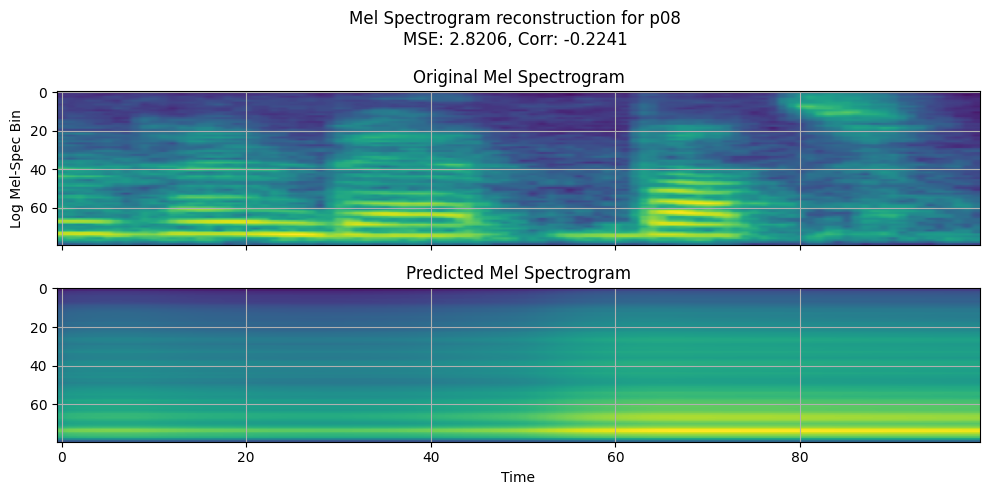 Mel Spectrogram reconstruction for p08
MSE: 2.8206, Corr: -0.2241
Original Mel Spectrogram
Log Mel-Spec Bin
0
20
40
60
Predicted Mel Spectrogram
0
20
40
60
0 20 40 60 80
Time